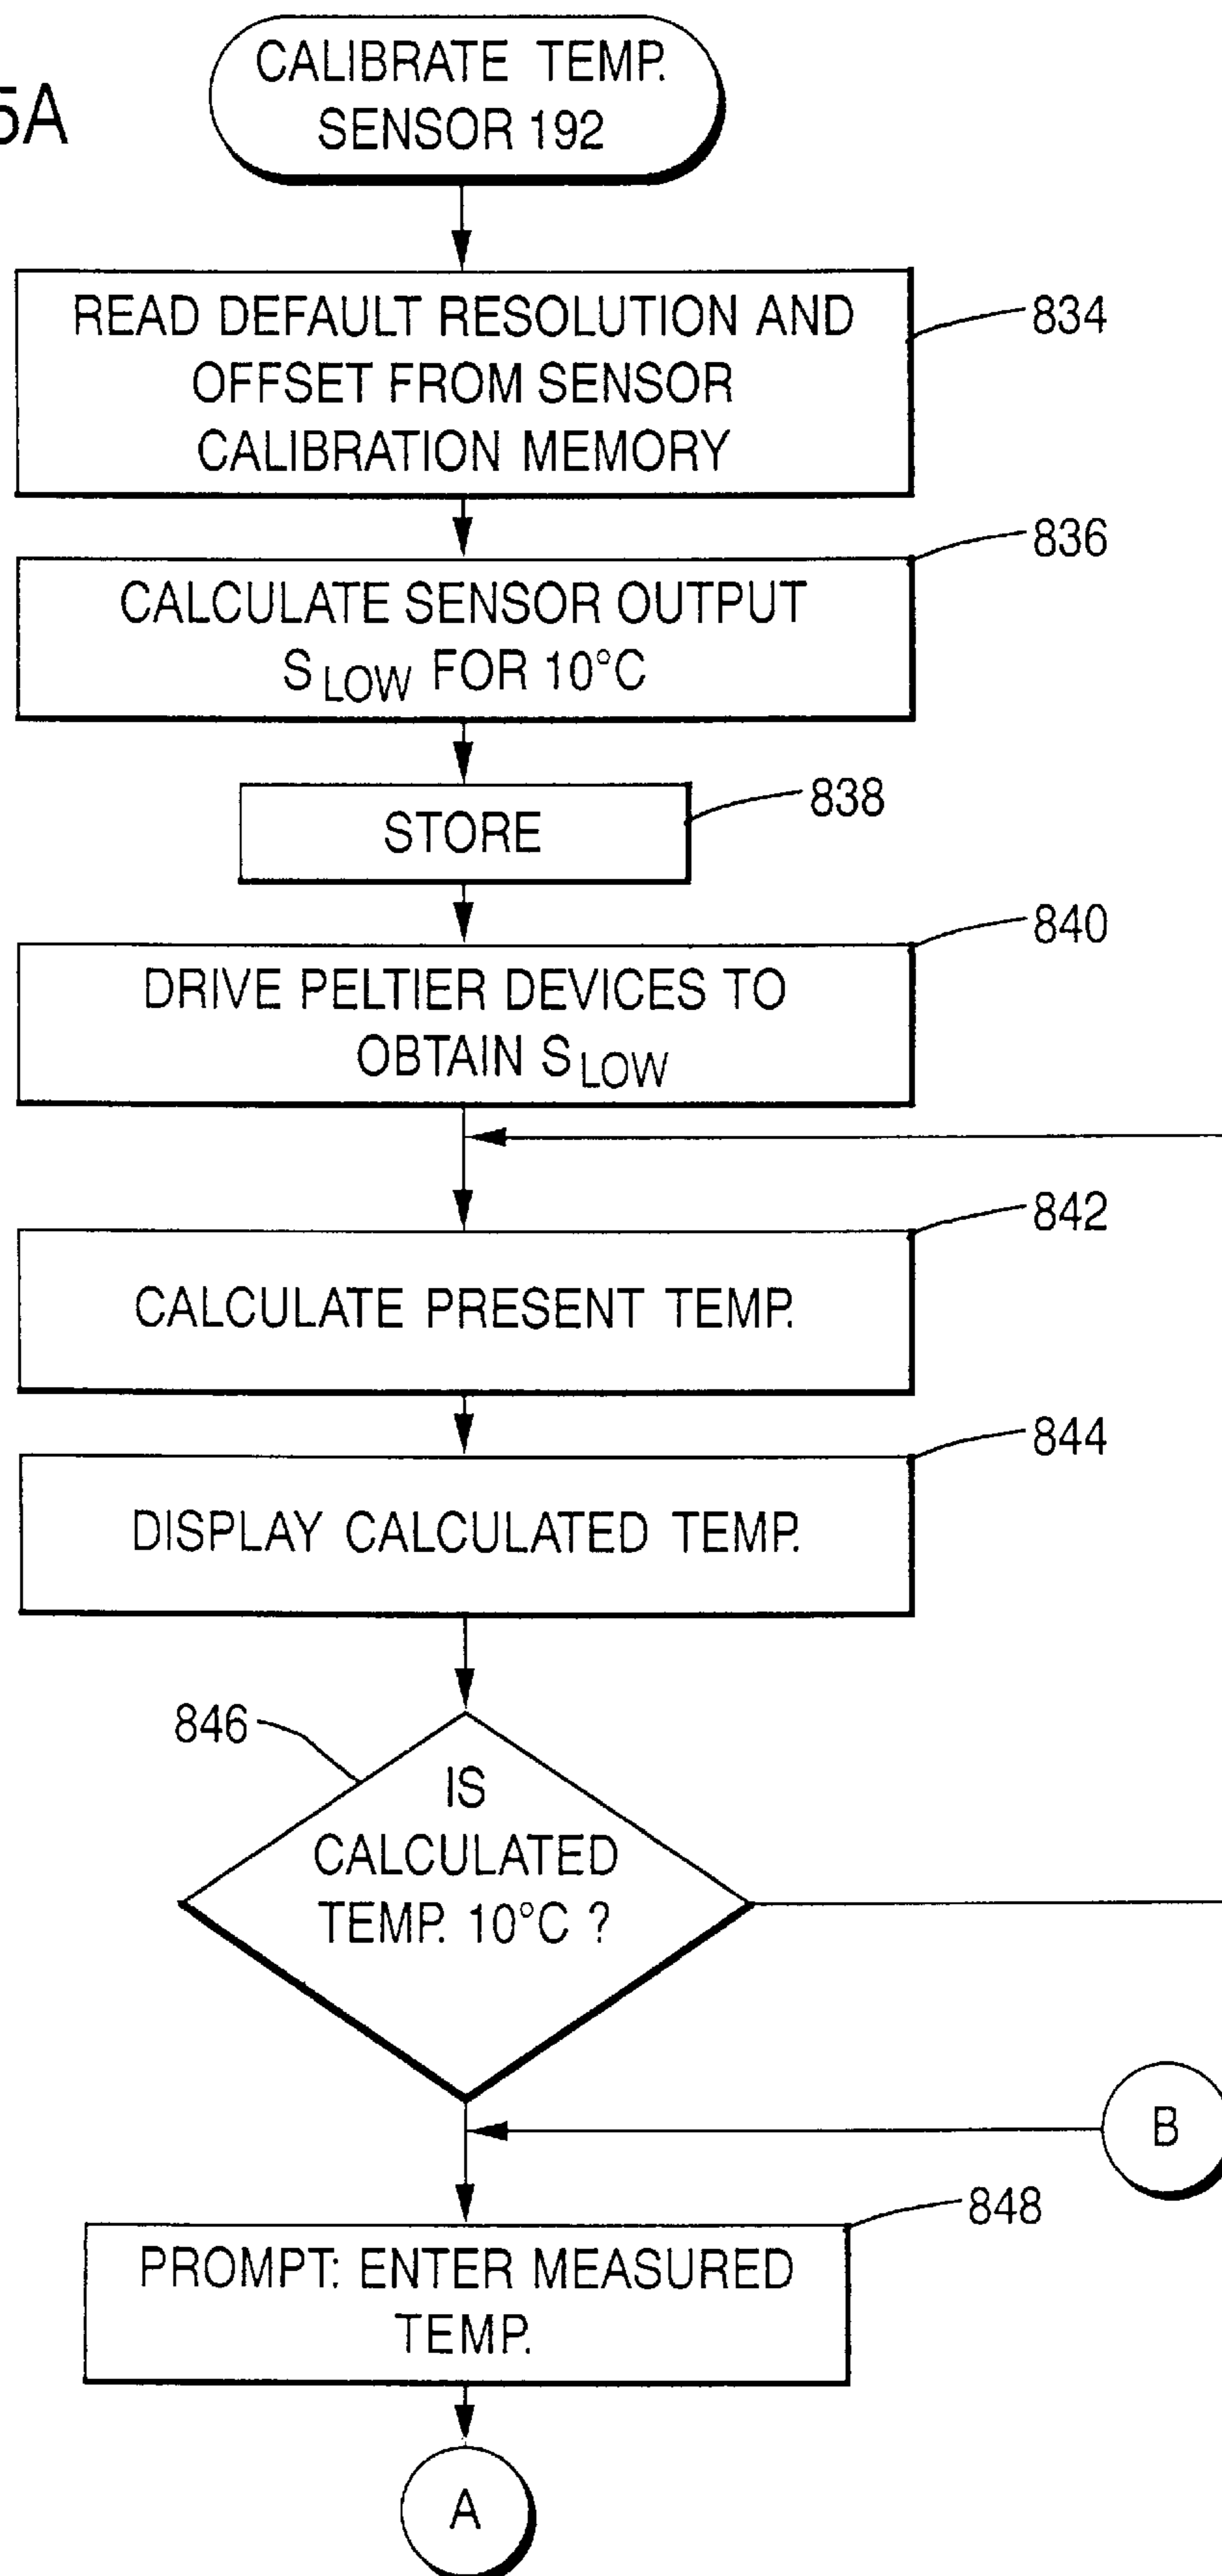 5A
CALIBRATE TEMP.
SENSOR 192
READ DEFAULT RESOLUTION AND
OFFSET FROM SENSOR
CALIBRATION MEMORY
834
CALCULATE SENSOR OUTPUT
S LOW FOR 10°C
836
STORE
838
DRIVE PELTIER DEVICES TO
OBTAIN S LOW
840
CALCULATE PRESENT TEMP.
842
DISPLAY CALCULATED TEMP.
844
846
IS
CALCULATED
TEMP. 10°C ?
B
PROMPT: ENTER MEASURED
TEMP.
848
A